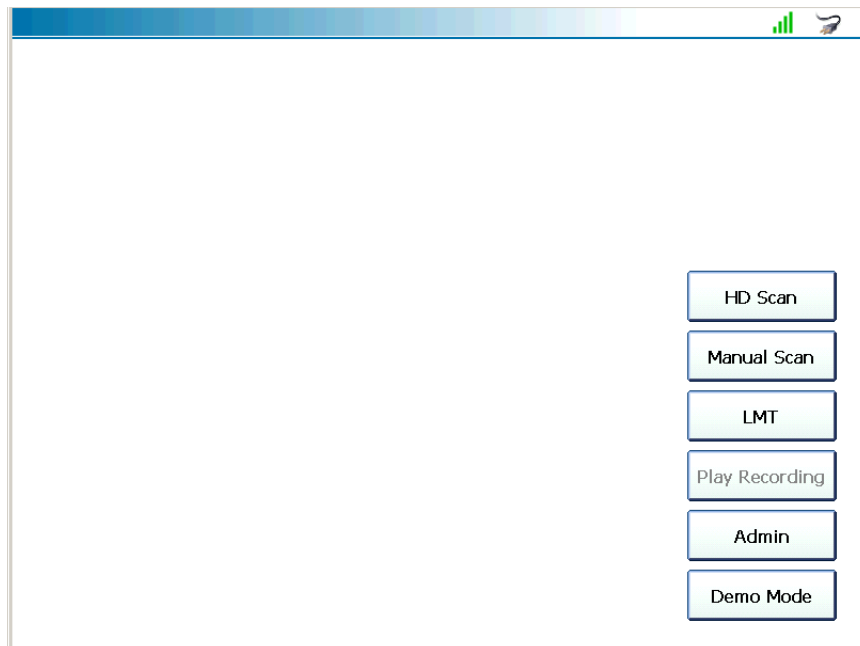 HD Scan
Manual Scan
LMT
Play Recording
Admin
Demo Mode